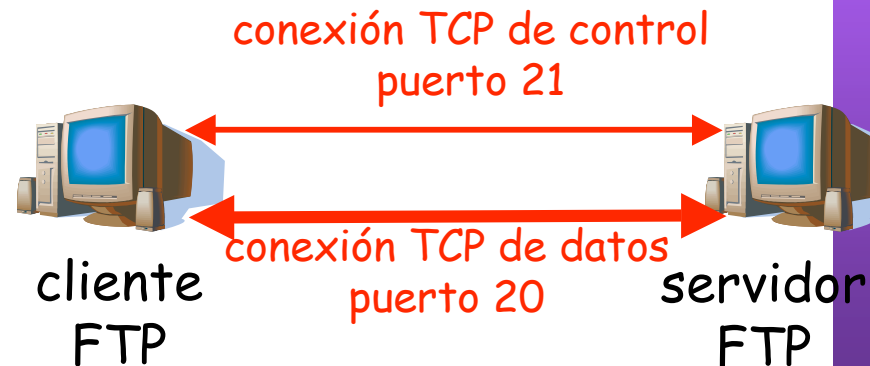 conexión TCP de control
puerto 21
conexión TCP de datos
puerto 20
cliente
FTP
servidor
FTP